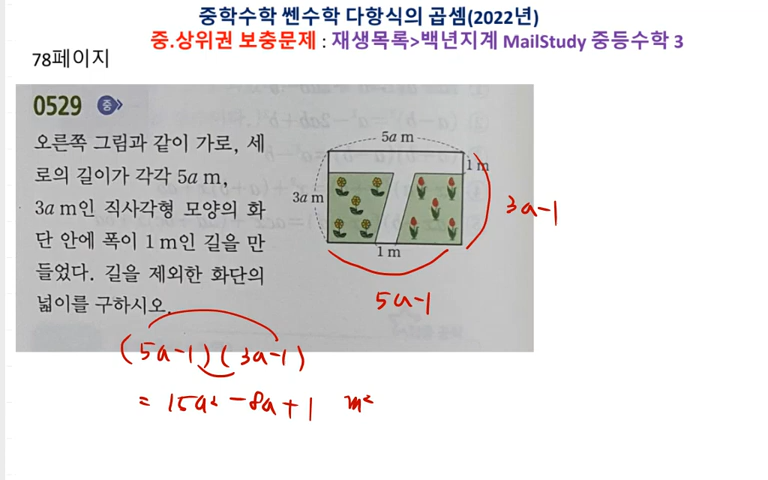 중학수학 쎈수학 다항식의 곱셈(2022년)
중.상위권 보충문제 : 재생목록>백년지계 MailStudy 중등수학 3
78페이지
0529 중
오른쪽 그림과 같이 가로, 세
로의 길이가 각각 5a m,
3a m인 직사각형 모양의 화
단 안에 폭이 1 m인 길을 만
들었다. 길을 제외한 화단의
넓이를 구하시오.
5a m
1 m
3a m
1 m
3a-1
5a-1
(5a-1)(3a-1)
= 15a² -8a+1 m²